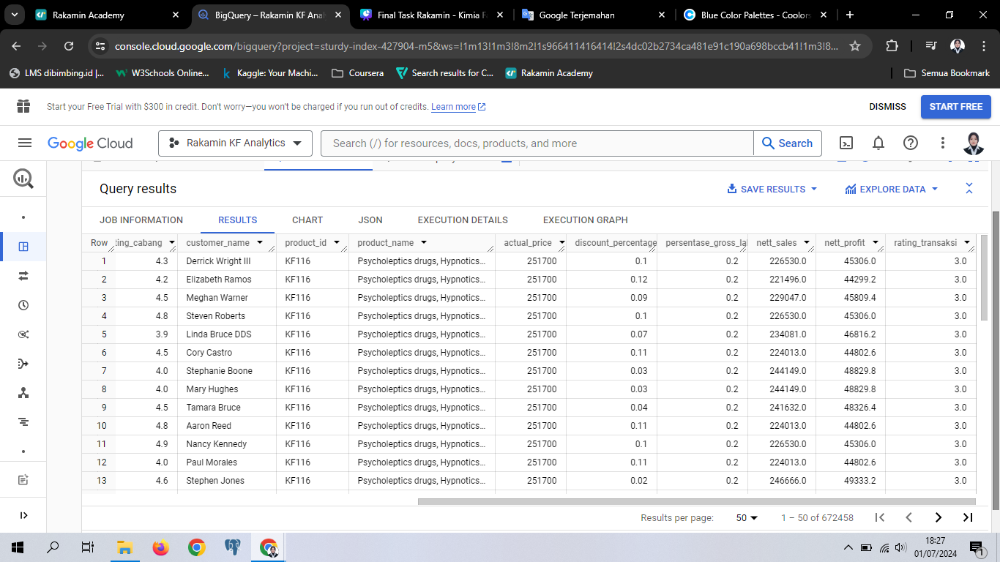 Rakamin Academy
BigQuery – Rakamin KF Anal
Final Task Rakamin - Kimia F
Google Terjemahan
Blue Color Palettes - Coolors
console.cloud.google.com/bigquery?project=sturdy-index-427904-m5&ws=!1m13!1m3!8m2!1s966411416414!2s4dc02b2734ca481e91c190a698bccb41!1m3!8...
LMS dibimbing.id |...
W3Schools Online...
Kaggle: Your Machi...
Coursera
Search results for C...
Rakamin Academy
Semua Bookmark
Start your Free Trial with $300 in credit. Don't worry—you won't be charged if you run out of credits. Learn more
DISMISS
START FREE
Google Cloud
Rakamin KF Analytics
Search (/) for resources, docs, products, and more
Search
Query results
SAVE RESULTS
EXPLORE DATA
JOB INFORMATION RESULTS CHART JSON EXECUTION DETAILS EXECUTION GRAPH
Row ting_cabang customer_name product_id product_name actual_price discount_percentage persentase_gross_la nett_sales nett_profit rating_transaksi
1 4.3 Derrick Wright III KF116 Psycholeptics drugs, Hypnotics... 251700 0.1 0.2 226530.0 45306.0 3.0
2 4.2 Elizabeth Ramos KF116 Psycholeptics drugs, Hypnotics... 251700 0.12 0.2 221496.0 44299.2 3.0
3 4.5 Meghan Warner KF116 Psycholeptics drugs, Hypnotics... 251700 0.09 0.2 229047.0 45809.4 3.0
4 4.8 Steven Roberts KF116 Psycholeptics drugs, Hypnotics... 251700 0.1 0.2 226530.0 45306.0 3.0
5 3.9 Linda Bruce DDS KF116 Psycholeptics drugs, Hypnotics... 251700 0.07 0.2 234081.0 46816.2 3.0
6 4.5 Cory Castro KF116 Psycholeptics drugs, Hypnotics... 251700 0.11 0.2 224013.0 44802.6 3.0
7 4.0 Stephanie Boone KF116 Psycholeptics drugs, Hypnotics... 251700 0.03 0.2 244149.0 48829.8 3.0
8 4.0 Mary Hughes KF116 Psycholeptics drugs, Hypnotics... 251700 0.03 0.2 244149.0 48829.8 3.0
9 4.5 Tamara Bruce KF116 Psycholeptics drugs, Hypnotics... 251700 0.04 0.2 241632.0 48326.4 3.0
10 4.8 Aaron Reed KF116 Psycholeptics drugs, Hypnotics... 251700 0.11 0.2 224013.0 44802.6 3.0
11 4.9 Nancy Kennedy KF116 Psycholeptics drugs, Hypnotics... 251700 0.1 0.2 226530.0 45306.0 3.0
12 4.0 Paul Morales KF116 Psycholeptics drugs, Hypnotics... 251700 0.11 0.2 224013.0 44802.6 3.0
13 4.6 Stephen Jones KF116 Psycholeptics drugs, Hypnotics... 251700 0.02 0.2 246666.0 49333.2 3.0
Results per page: 50 1 – 50 of 672458
18:27
01/07/2024
1